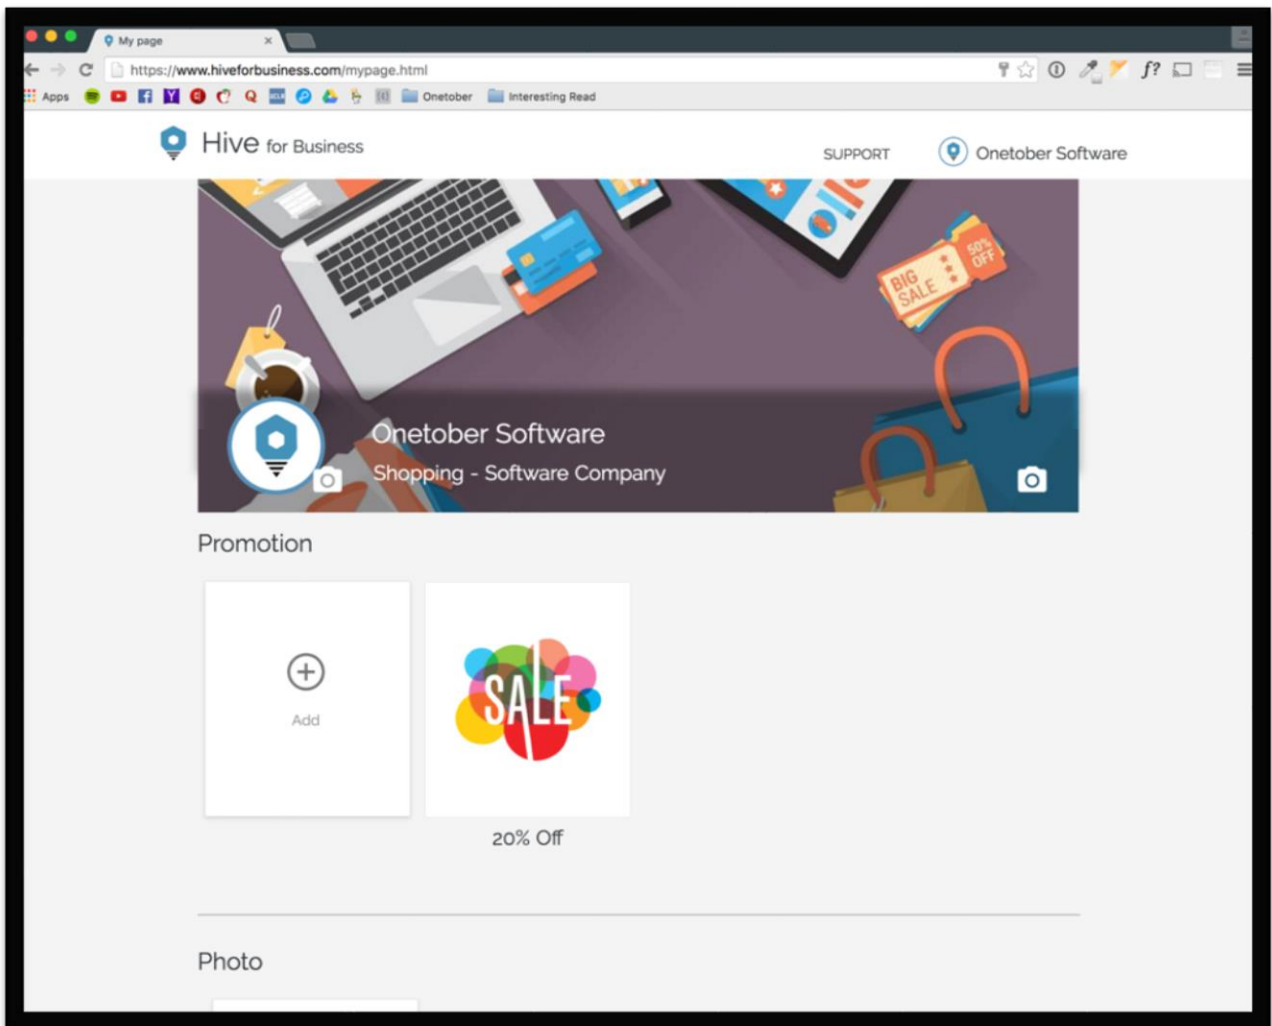 My page
https://www.hiveforbusiness.com/mypage.html
f?
Apps
Onetober
Interesting Read
Hive for Business
SUPPORT
Onetober Software
50%
OFF
BIG
SALE
Onetober Software
Shopping - Software Company
Promotion
Add
SALE
20% Off
Photo